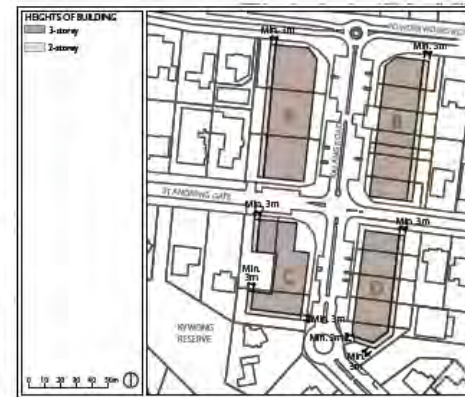 HEIGHTS OF BUILDING
3-storey
2-storey
Min. 3m
Min. 3m
A
B
Min. 3m
GATE
Min. 3m
Min.
3m
C
D
RESERVE
Min. 3m
Min. 3m
Min.
3m
0 10 20 30 40 50m